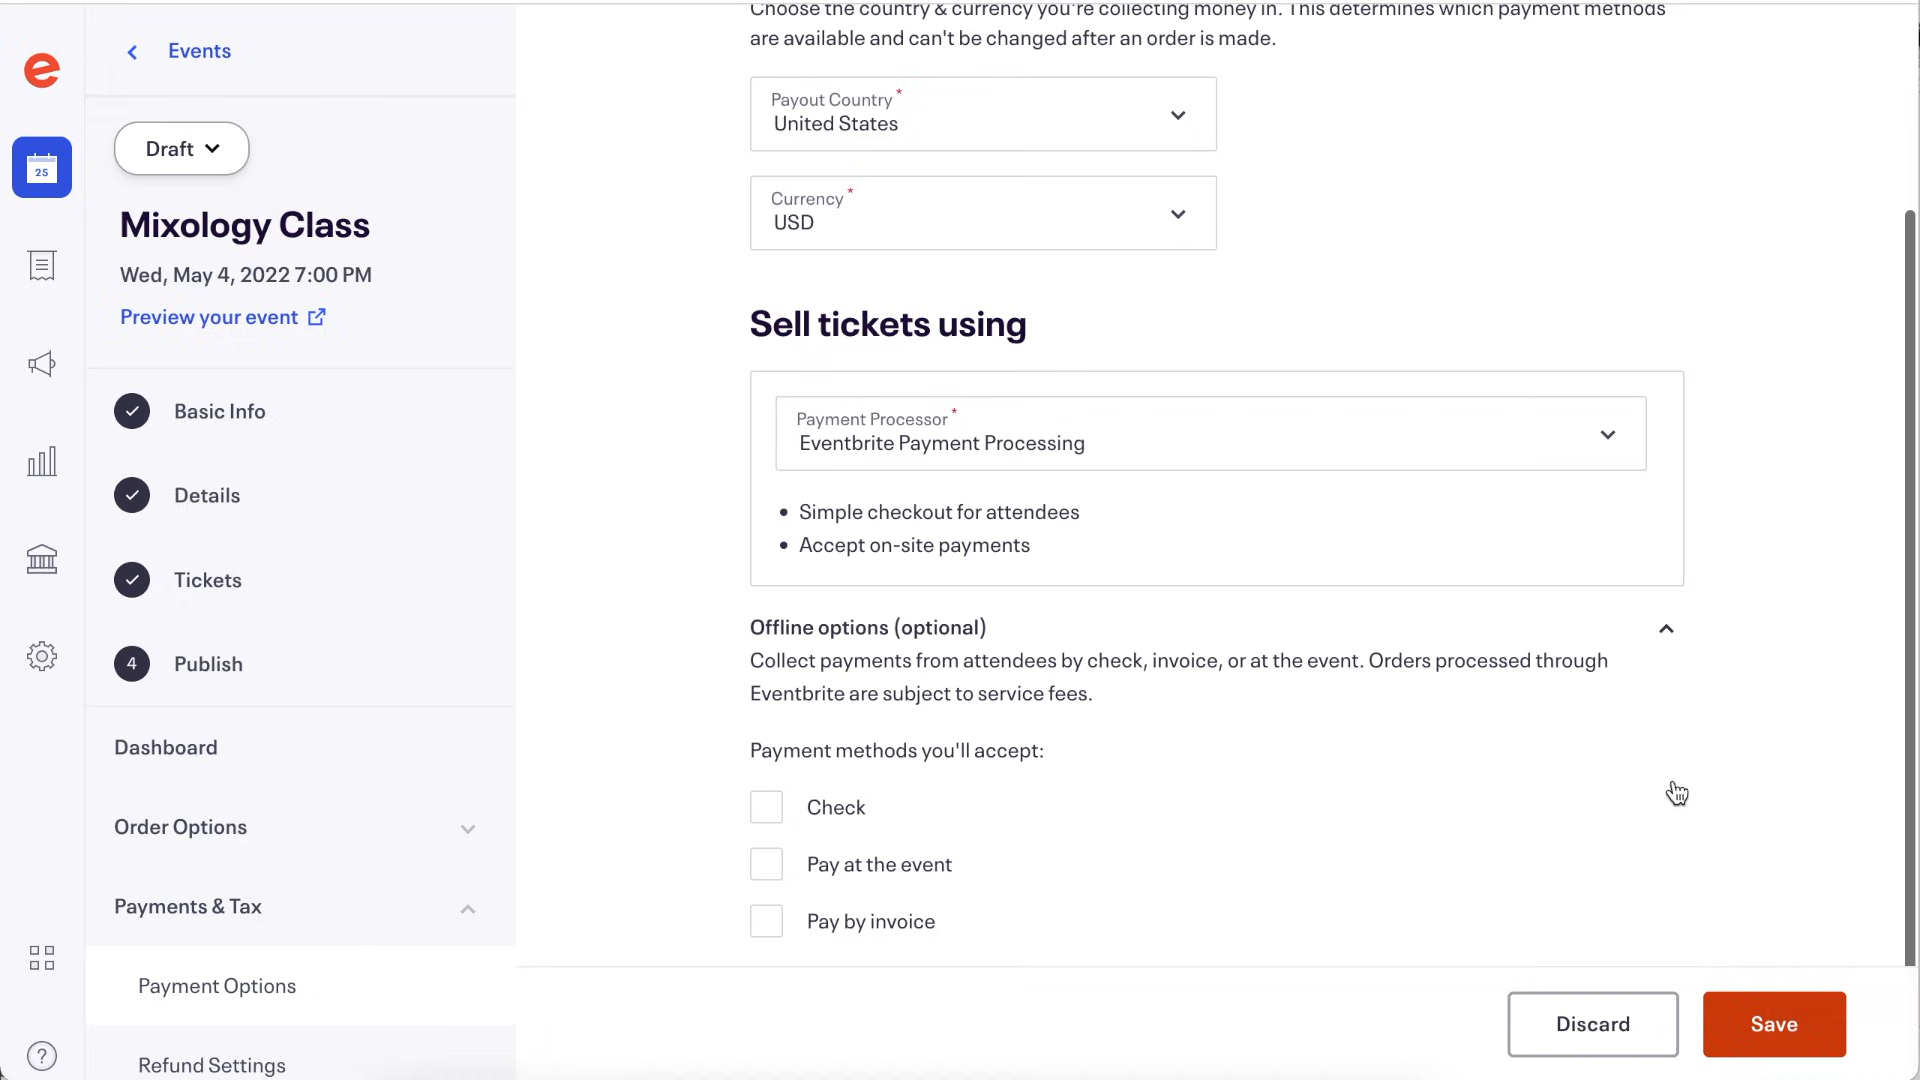 Events
25
Draft
Mixology Class
Wed, May 4, 2022 7:00 PM
Preview your event
Basic Info
Details
Tickets
4 Publish
Dashboard
Order Options
Payments & Tax
Payment Options
Refund Settings
?
Choose the country & currency you're collecting money in. This determines which payment methods
are available and can't be changed after an order is made.
Payout Country *
United States
Currency *
USD
Sell tickets using
Payment Processor *
Eventbrite Payment Processing
• Simple checkout for attendees
• Accept on-site payments
Offline options (optional)
Collect payments from attendees by check, invoice, or at the event. Orders processed through
Eventbrite are subject to service fees.
Payment methods you'll accept:
Check
Pay at the event
Pay by invoice
Discard
Save